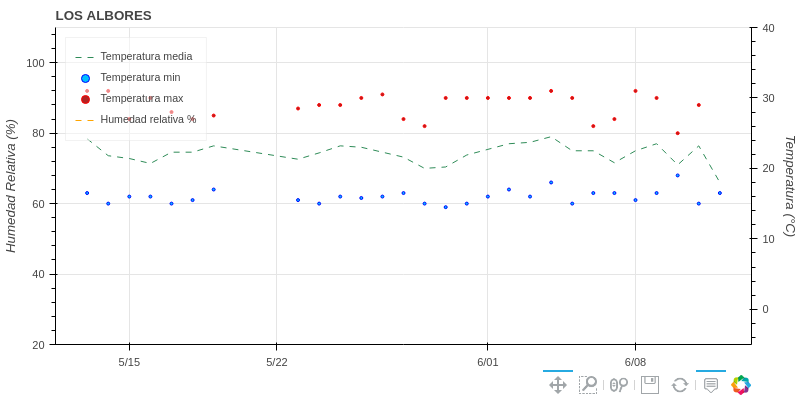 LOS ALBORES
Temperatura media
Temperatura min
Temperatura max
Humedad relativa %
Humedad Relativa (%)
100
80
60
40
20
Temperatura (°C)
40
30
20
10
0
5/15
5/22
6/01
6/08